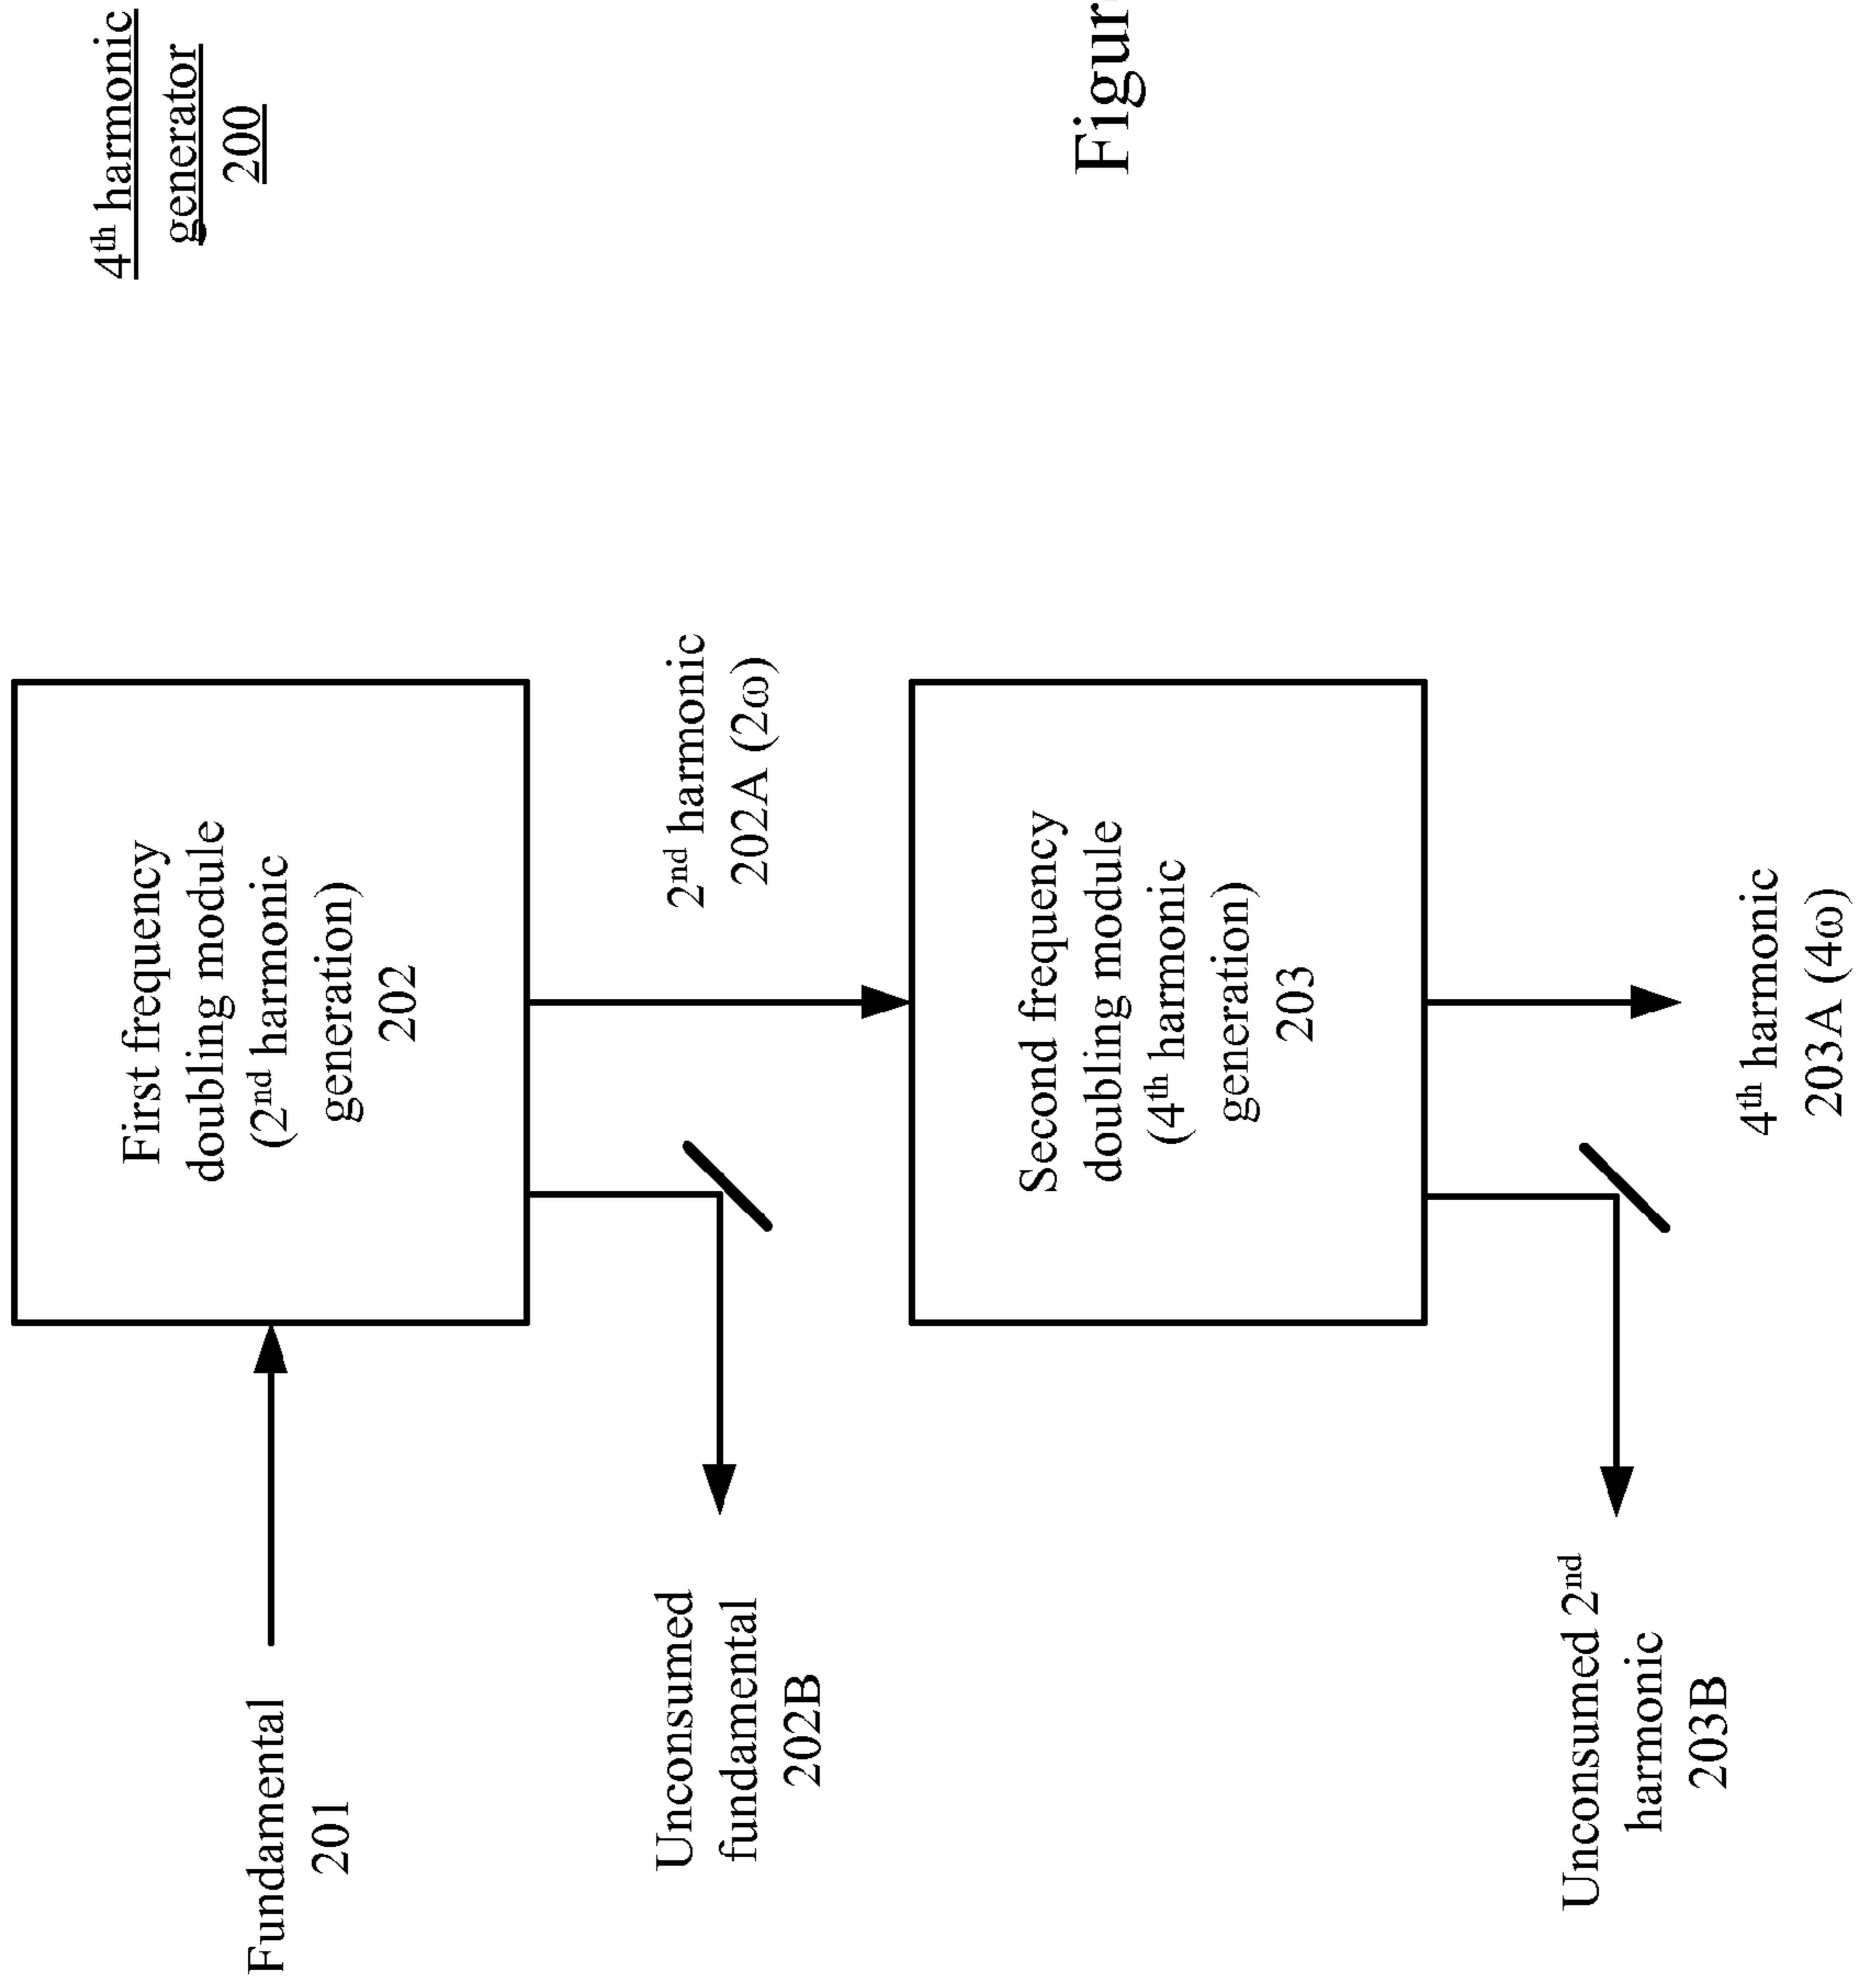 4th harmonic
generator
200
Fundamental
201
First frequency
doubling module
(2nd harmonic
generation)
202
Unconsumed
fundamental
202B
2nd harmonic
202A (2ω)
Second frequency
doubling module
(4th harmonic
generation)
203
Unconsumed 2nd
harmonic
203B
4th harmonic
203A (4ω)
Figur